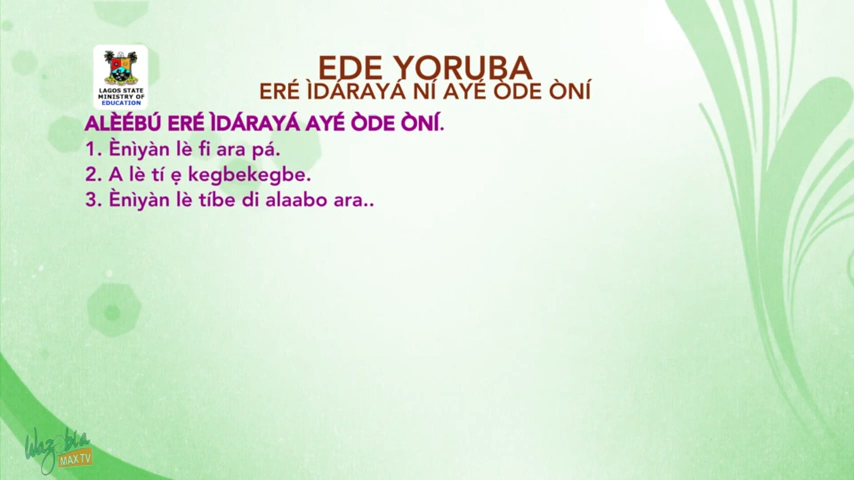 LAGOS STATE
MINISTRY OF
EDUCATION
EDE YORUBA
ERÉ ÌDÁRAYÁ NÍ AYÉ ÒDE ÒNÍ
ALÈÉBÚ ERÉ ÌDÁRAYÁ AYÉ ÒDE ÒNÍ.
1. Ènìyàn lè fi ara pá.
2. A lè tí ẹ kegbekegbe.
3. Ènìyàn lè tíbe di alaabo ara..
Waz bia
MAX TV